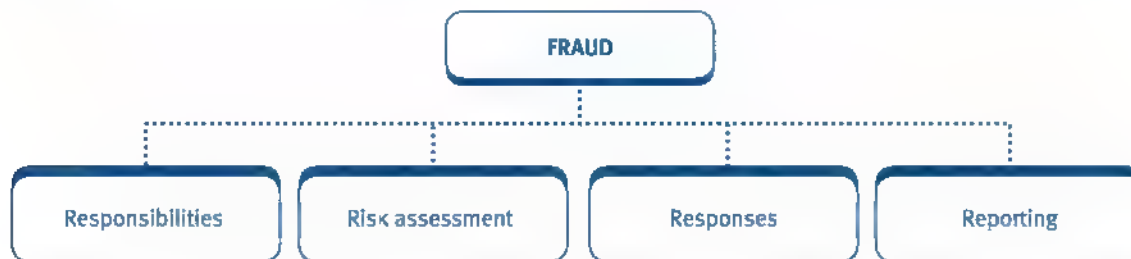 FRAUD
Responsibilities
Risk assessment
Responses
Reporting